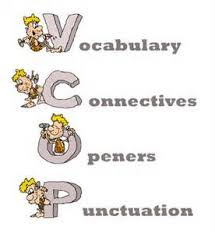 Vocabulary
Connectives
Openers
Punctuation